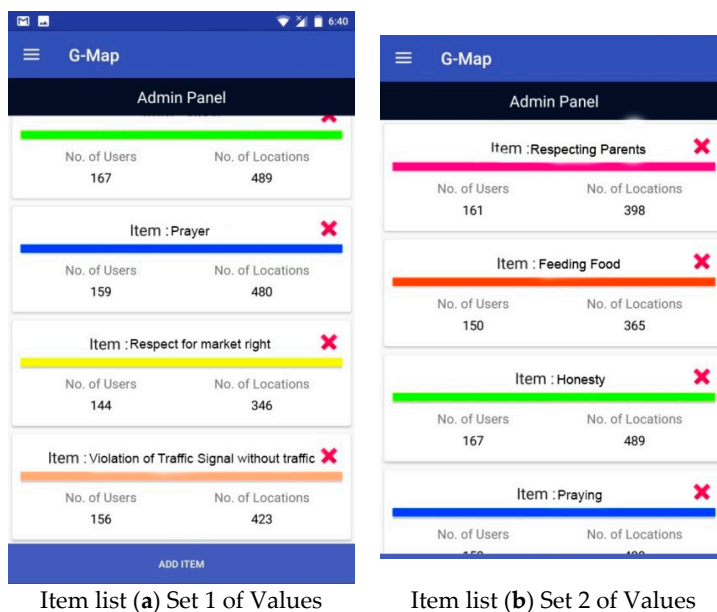 6:40
G-Map
Admin Panel
No. of Users No. of Locations
167 489
Item : Prayer
No. of Users No. of Locations
159 480
Item : Respect for market right
No. of Users No. of Locations
144 346
Item : Violation of Traffic Signal without traffic
No. of Users No. of Locations
156 423
ADD ITEM
Item list (a) Set 1 of Values
G-Map
Admin Panel
Item : Respecting Parents
No. of Users No. of Locations
161 398
Item : Feeding Food
No. of Users No. of Locations
150 365
Item : Honesty
No. of Users No. of Locations
167 489
Item : Praying
No. of Users No. of Locations
Item list (b) Set 2 of Values